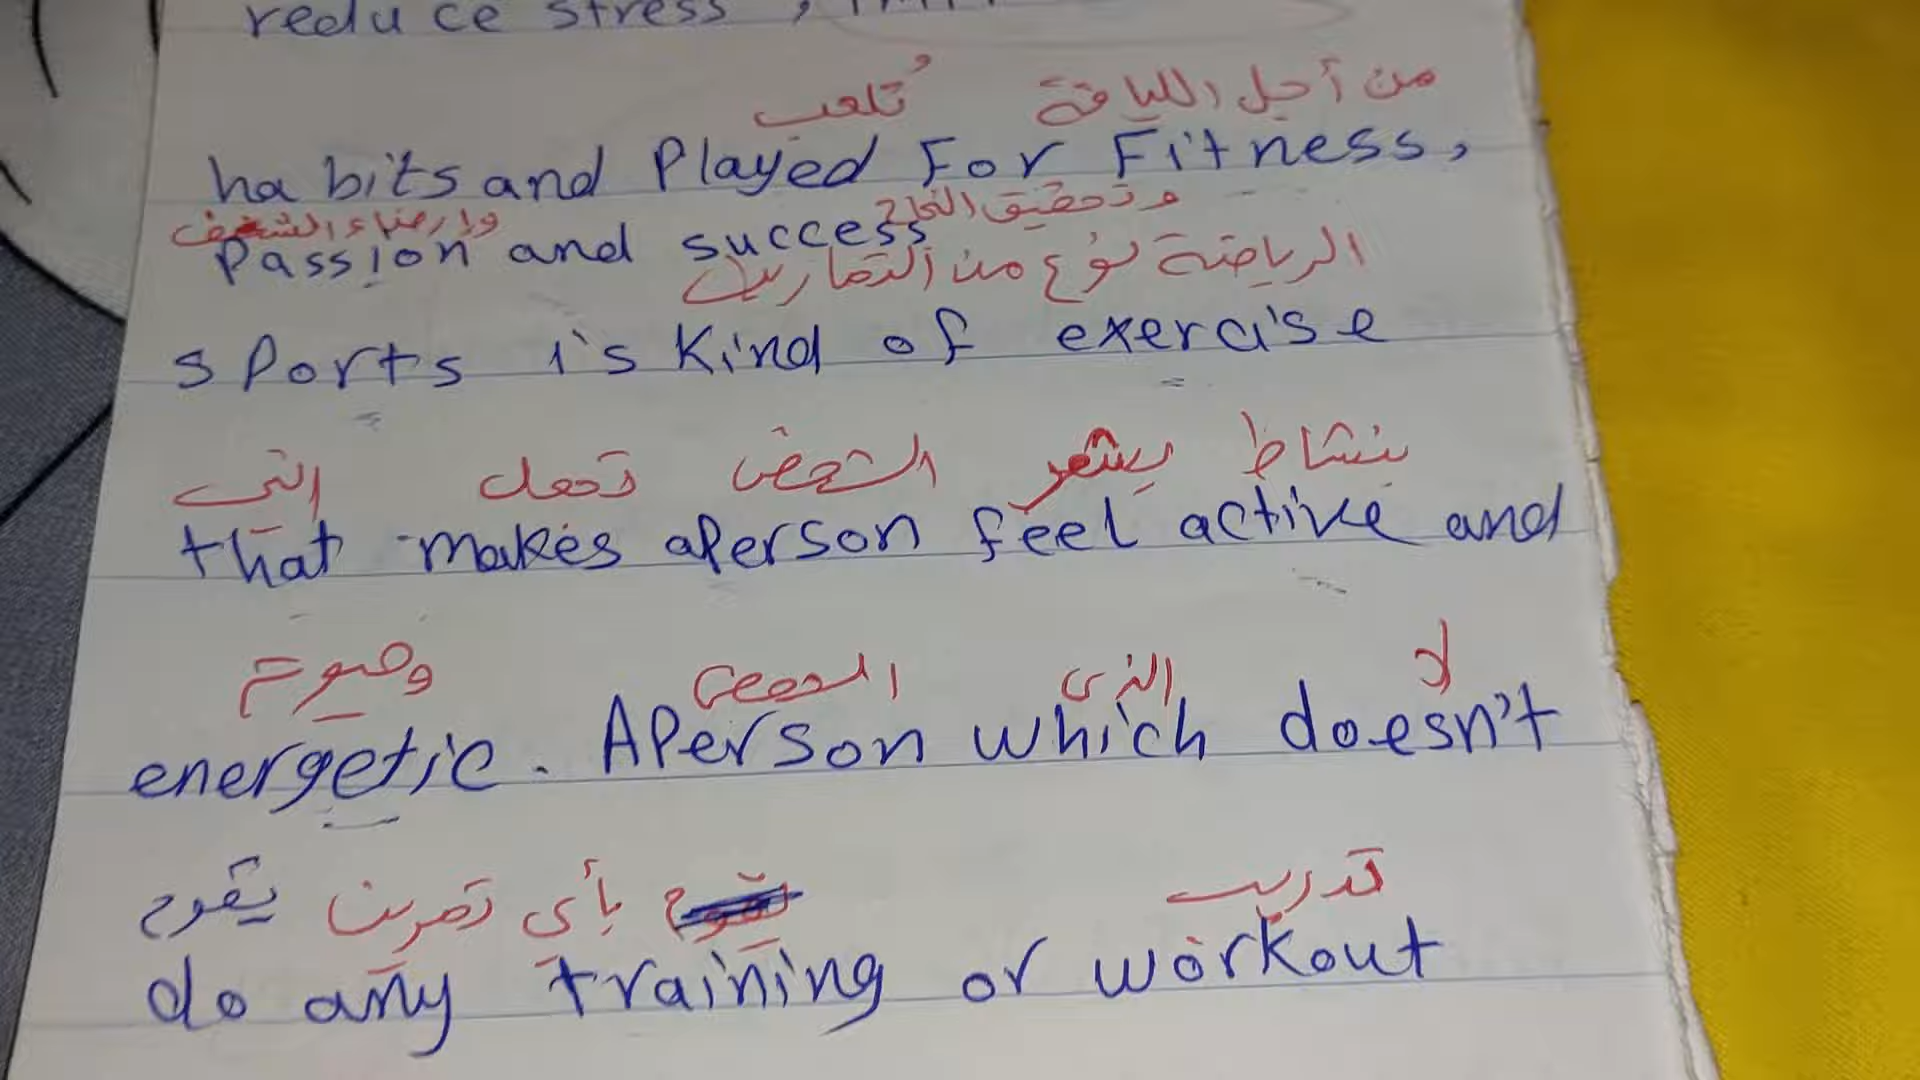 reduce stress,
تُلعب من أجل اللياقة
habits and Played For Fitness,
وإرضاء الشغف وتحقيق النجاح
Passion and success
الرياضة نوع من التمارين
sports is Kind of exercise
التي تجعل الشخص يشعر بنشاط
that makes aPerson feel active and
وحيوية الذي لا
energetic. APerson which doesn't
يقوم تمرين بأي تدريب
do any training or workout